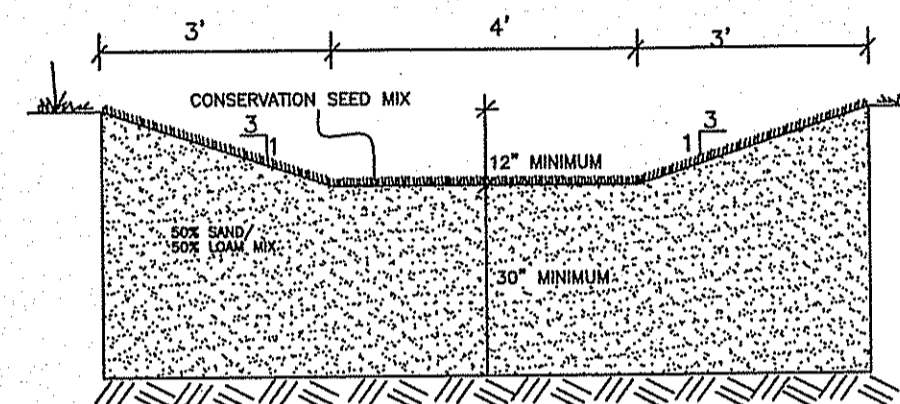 3' 4' 3'
CONSERVATION SEED MIX
3 3
1 1
12" MINIMUM
50% SAND/
50% LOAM MIX
30" MINIMUM